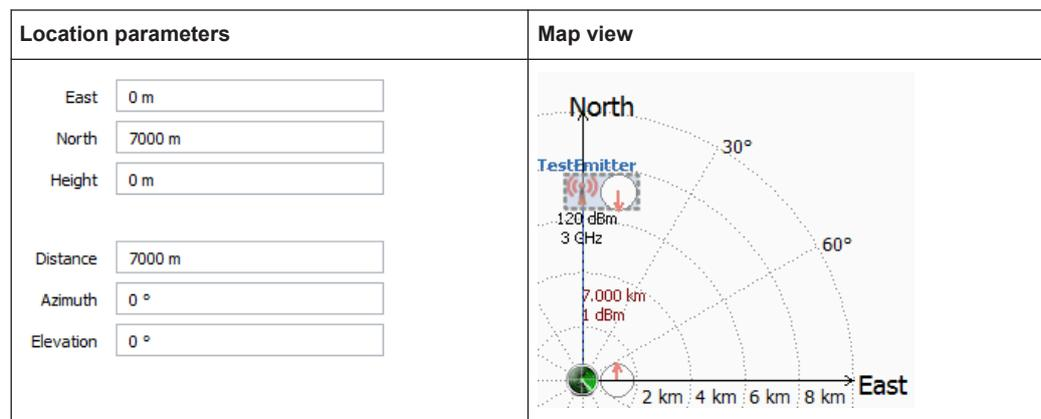 Location parameters
Map view
East 0 m
North 7000 m
Height 0 m
Distance 7000 m
Azimuth 0 °
Elevation 0 °
North
30°
TestEmitter
120 dBm
3 GHz
60°
7.000 km
1 dBm
2 km 4 km 6 km 8 km East